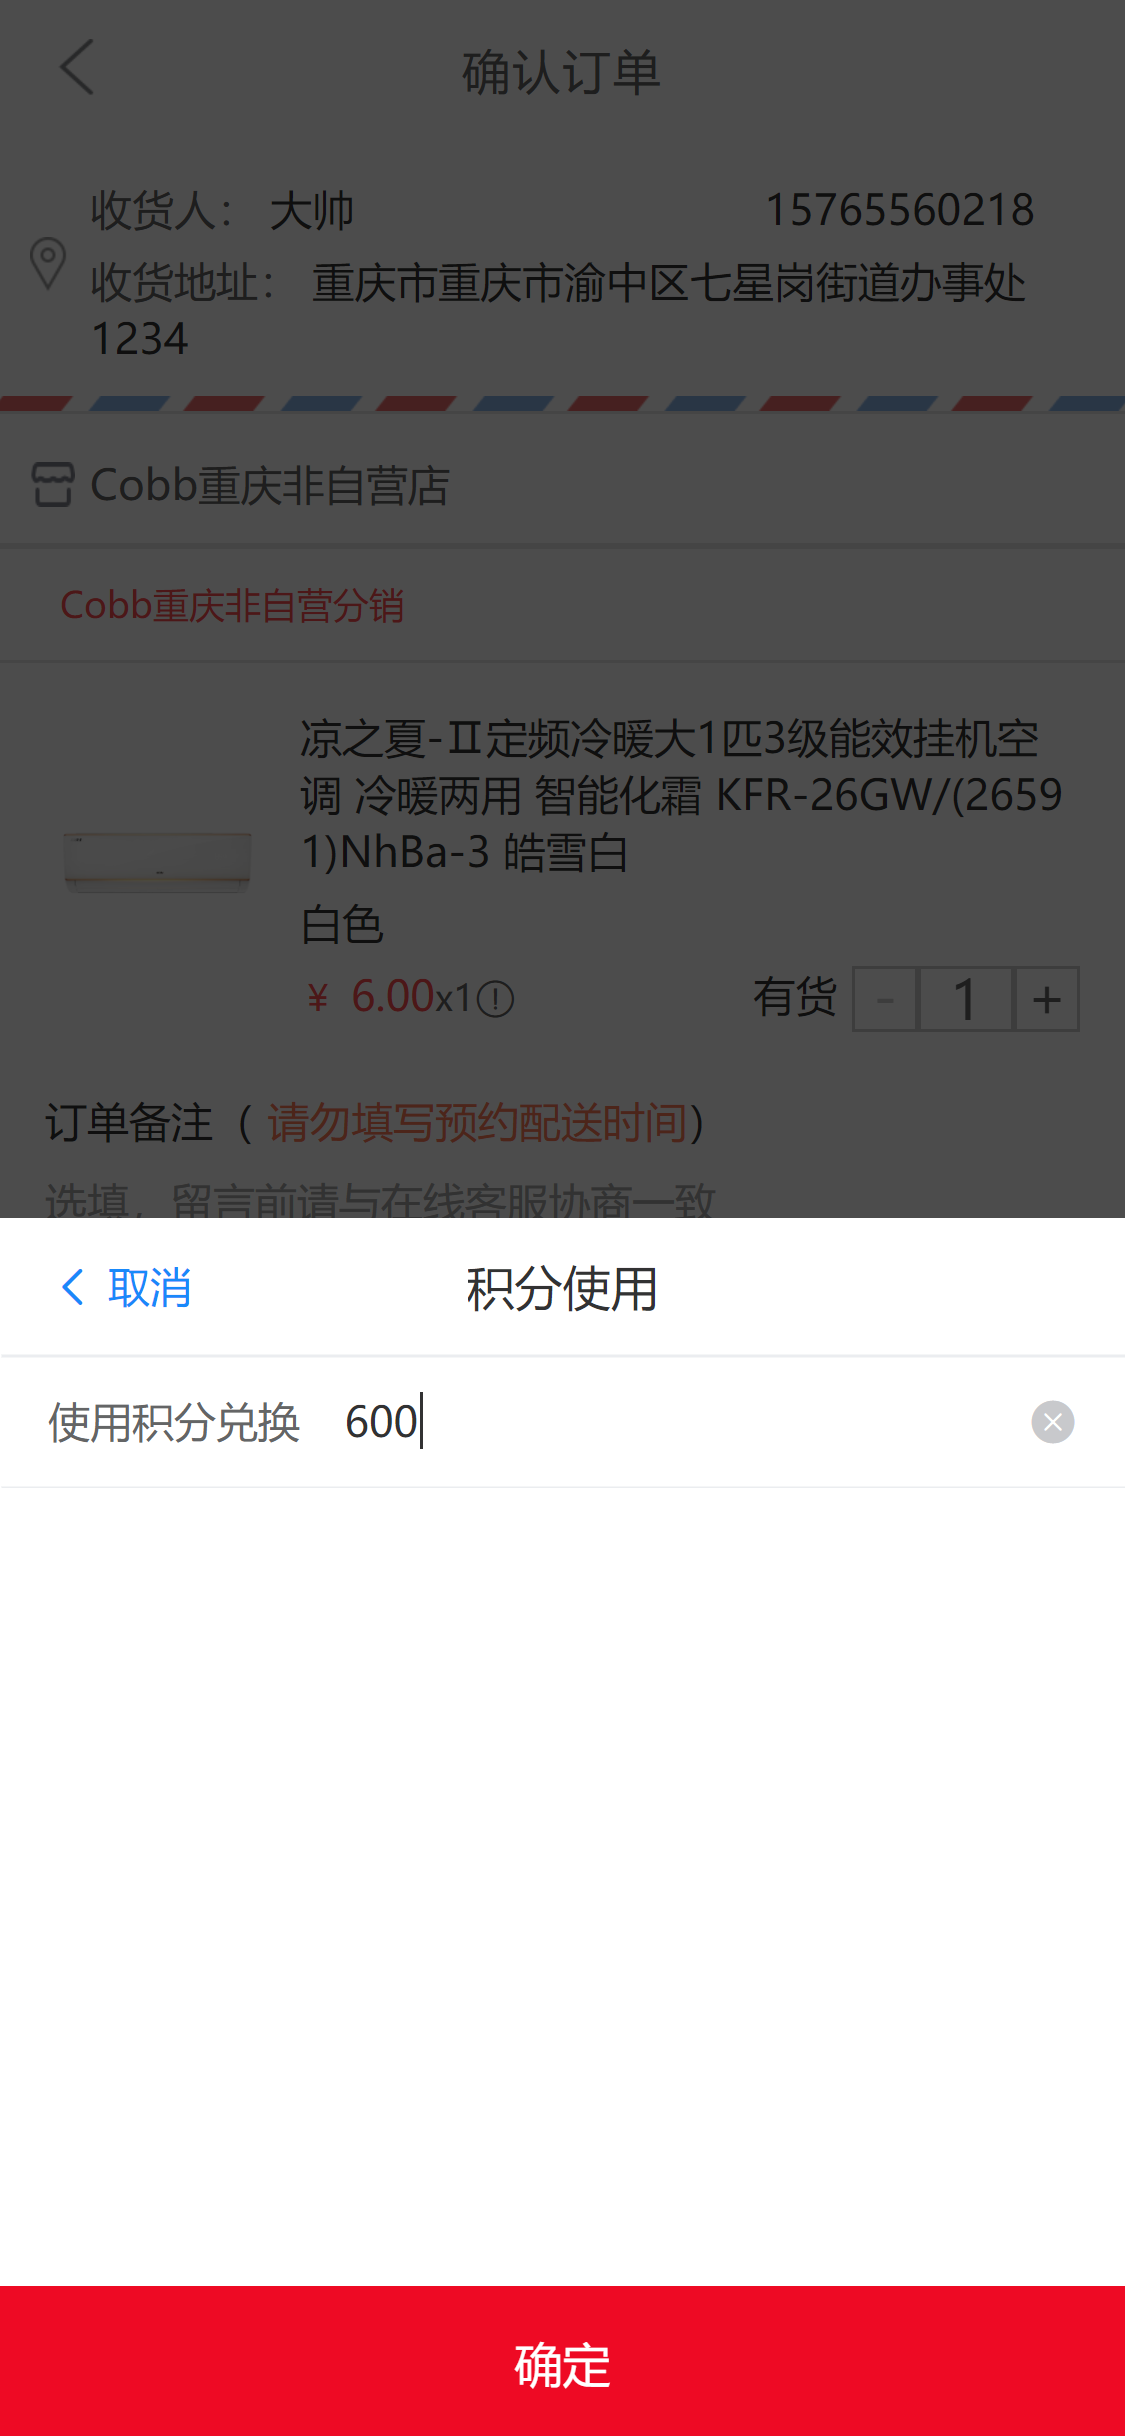 确认订单
收货人： 大帅 15765560218
收货地址： 重庆市重庆市渝中区七星岗街道办事处
1234
Cobb重庆非自营店
Cobb重庆非自营分销
凉之夏-Ⅱ定频冷暖大1匹3级能效挂机空
调 冷暖两用 智能化霜 KFR-26GW/(2659
1)NhBa-3 皓雪白
白色
¥ 6.00x1 有货 - 1 +
订单备注（ 请勿填写预约配送时间）
选填，留言前请与在线客服协商一致
取消 积分使用
使用积分兑换 600
确定